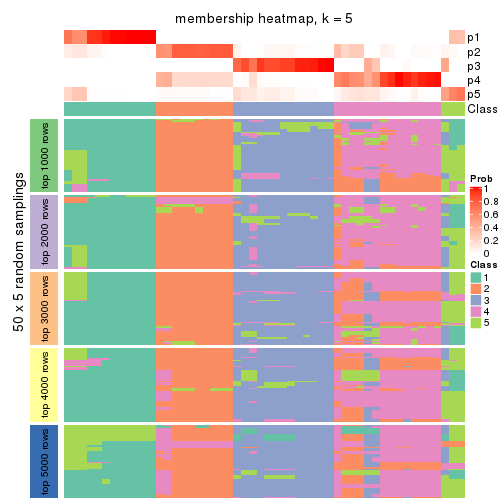 membership heatmap, k = 5
p1
p2
p3
p4
p5
Class
50 x 5 random samplings
top 1000 rows
top 2000 rows
top 3000 rows
top 4000 rows
top 5000 rows
Prob
1
0.8
0.6
0.4
0.2
0
Class
1
2
3
4
5